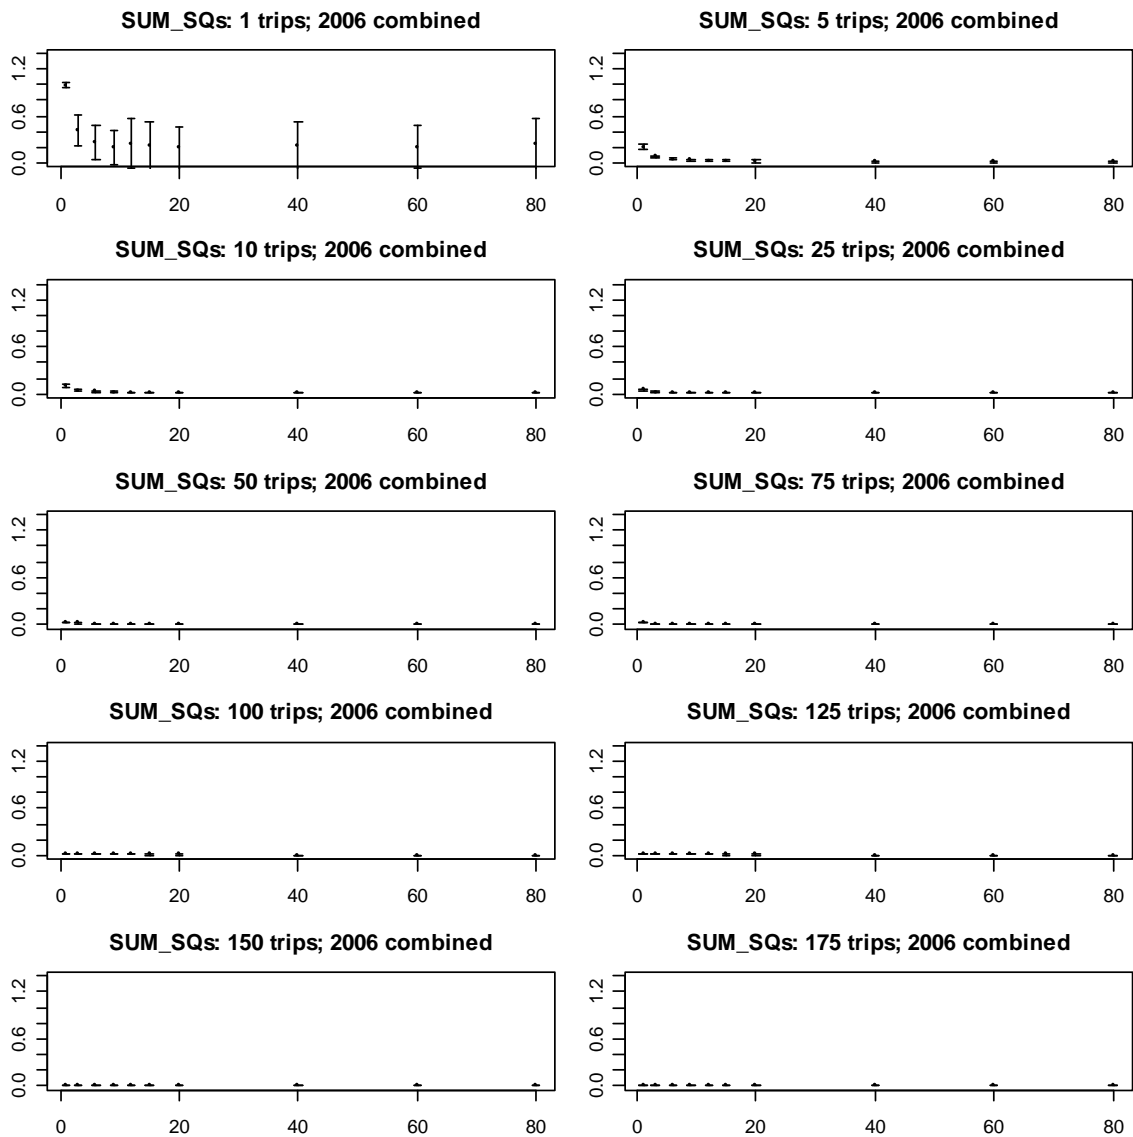 SUM_SQs: 1 trips; 2006 combined
0.0 0.6 1.2
0 20 40 60 80
SUM_SQs: 5 trips; 2006 combined
0.0 0.6 1.2
0 20 40 60 80
SUM_SQs: 10 trips; 2006 combined
0.0 0.6 1.2
0 20 40 60 80
SUM_SQs: 25 trips; 2006 combined
0.0 0.6 1.2
0 20 40 60 80
SUM_SQs: 50 trips; 2006 combined
0.0 0.6 1.2
0 20 40 60 80
SUM_SQs: 75 trips; 2006 combined
0.0 0.6 1.2
0 20 40 60 80
SUM_SQs: 100 trips; 2006 combined
0.0 0.6 1.2
0 20 40 60 80
SUM_SQs: 125 trips; 2006 combined
0.0 0.6 1.2
0 20 40 60 80
SUM_SQs: 150 trips; 2006 combined
0.0 0.6 1.2
0 20 40 60 80
SUM_SQs: 175 trips; 2006 combined
0.0 0.6 1.2
0 20 40 60 80